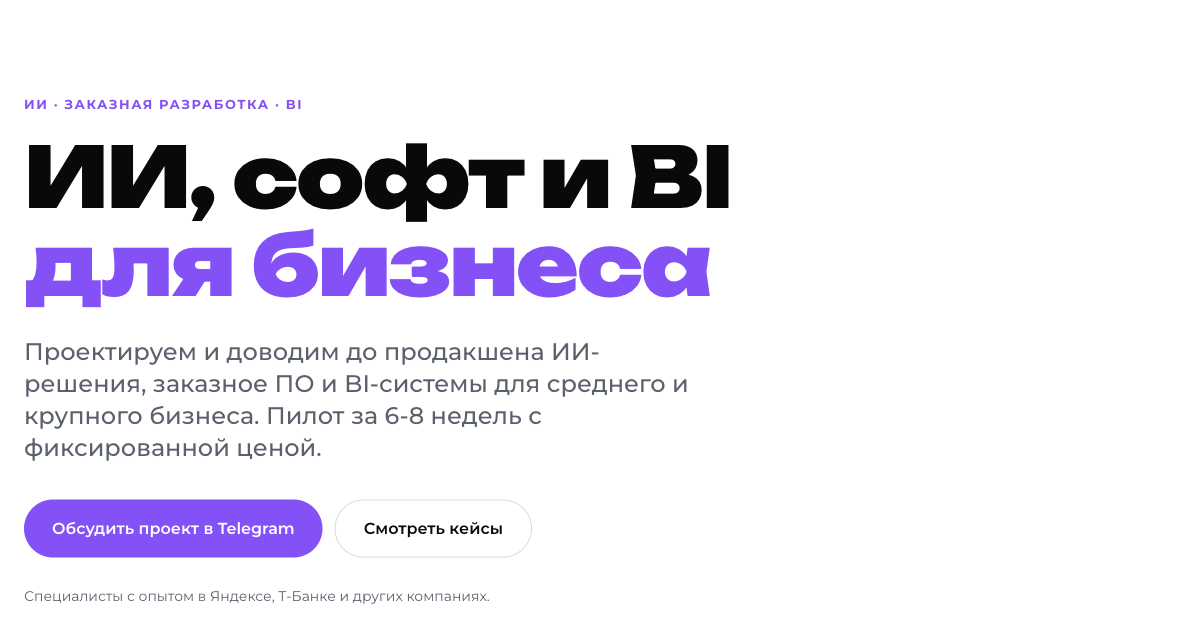 ИИ · ЗАКАЗНАЯ РАЗРАБОТКА · BI
ИИ, софт и BI
для бизнеса
Проектируем и доводим до продакшена ИИ-
решения, заказное ПО и BI-системы для среднего и
крупного бизнеса. Пилот за 6-8 недель с
фиксированной ценой.
Обсудить проект в Telegram
Смотреть кейсы
Специалисты с опытом в Яндексе, Т-Банке и других компаниях.